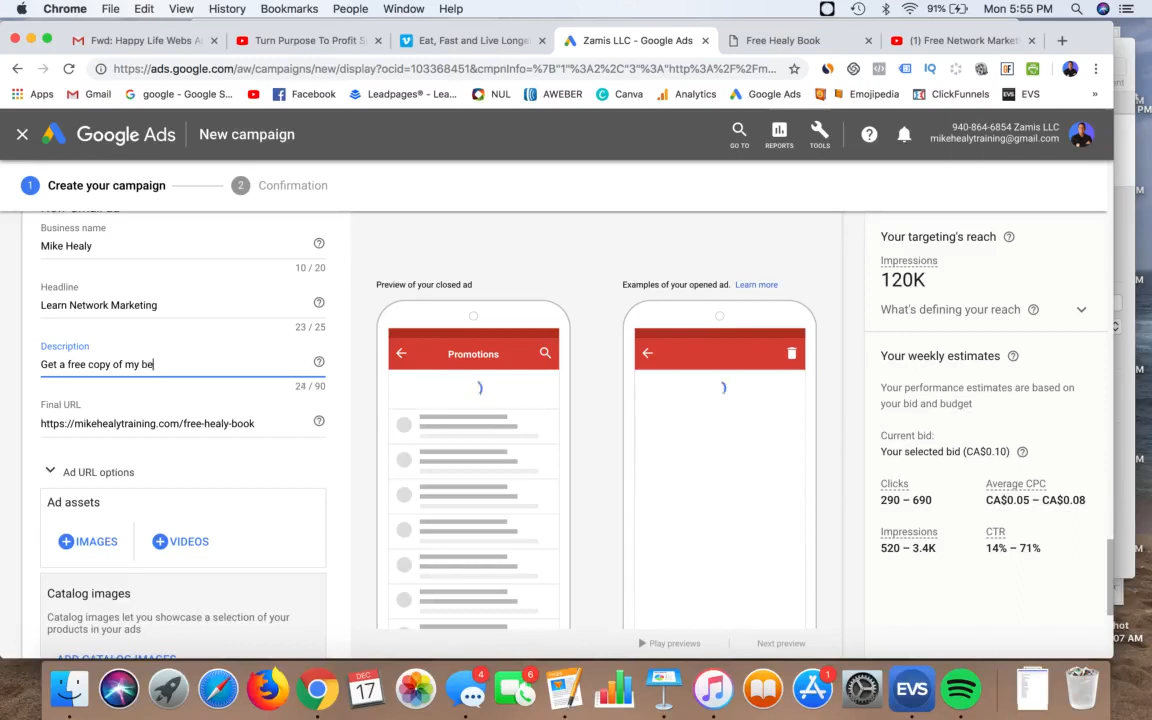 Chrome File Edit View History Bookmarks People Window Help 91% Mon 5:55 PM
Fwd: Happy Life Webs A Turn Purpose To Profit S Eat, Fast and Live Longe Zamis LLC - Google Ads Free Healy Book (1) Free Network Market
https://ads.google.com/aw/campaigns/new/display?ocid=103368451&cmpnInfo=%7B"1"%3A2%2C"3"%3A"http%3A%2F%2Fm...
Apps Gmail google - Google S... Facebook Leadpages® - Lea... NUL AWEBER Canva Analytics Google Ads Emojipedia ClickFunnels EVS »
Google Ads New campaign
GO TO REPORTS TOOLS
940-864-6854 Zamis LLC
mikehealytraining@gmail.com
1 Create your campaign 2 Confirmation
Business name
Mike Healy
10 / 20
Headline
Learn Network Marketing
23 / 25
Description
Get a free copy of my be
24 / 90
Final URL
https://mikehealytraining.com/free-healy-book
Ad URL options
Ad assets
IMAGES VIDEOS
Catalog images
Catalog images let you showcase a selection of your
products in your ads
ADD CATALOG IMAGES
Preview of your closed ad
Promotions
Examples of your opened ad. Learn more
Play previews Next preview
Your targeting's reach
Impressions
120K
What's defining your reach
Your weekly estimates
Your performance estimates are based on
your bid and budget
Current bid:
Your selected bid (CA$0.10)
Clicks Average CPC
290 – 690 CA$0.05 – CA$0.08
Impressions CTR
520 – 3.4K 14% – 71%
DEC
17
4
6
1
EVS